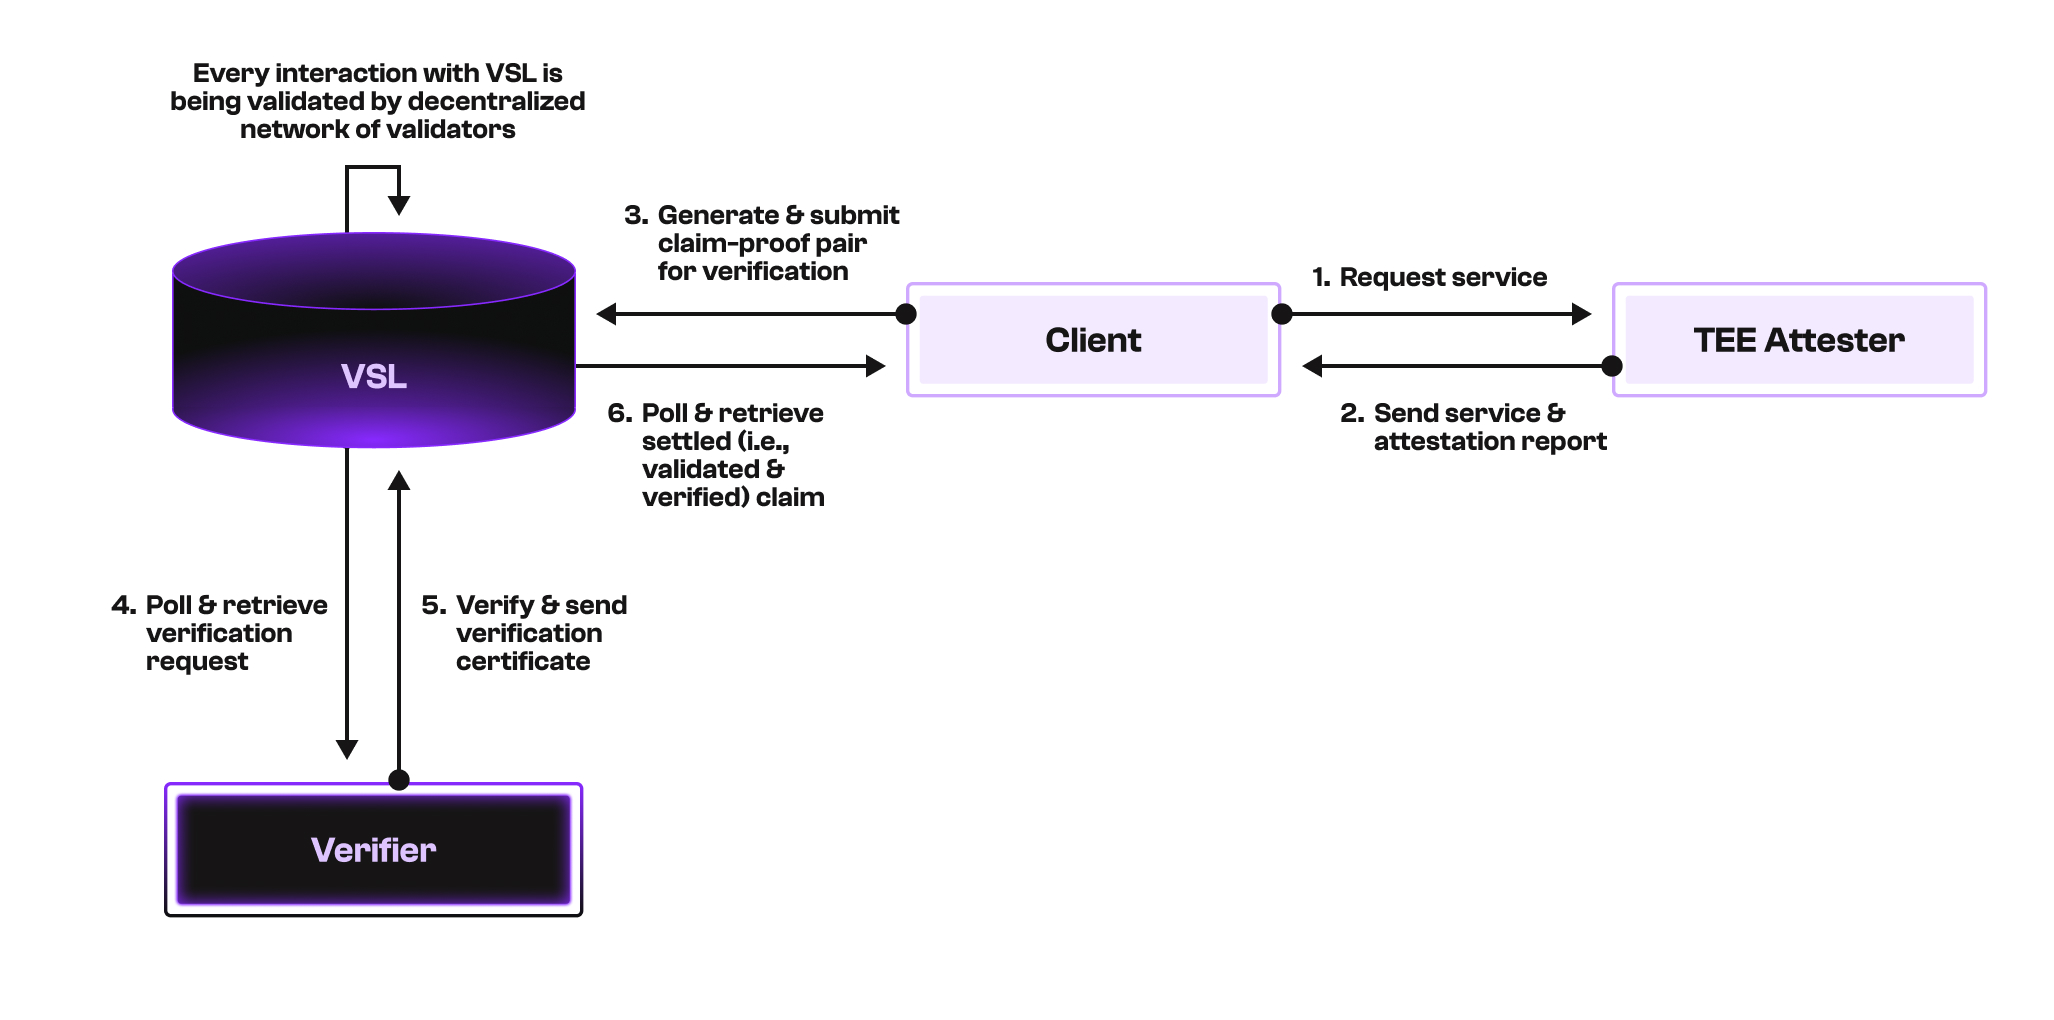 Every interaction with VSL is
being validated by decentralized
network of validators
3. Generate & submit
claim-proof pair
for verification
1. Request service
Client
TEE Attester
VSL
6. Poll & retrieve
settled (i.e.,
validated &
verified) claim
2. Send service &
attestation report
4. Poll & retrieve
verification
request
5. Verify & send
verification
certificate
Verifier